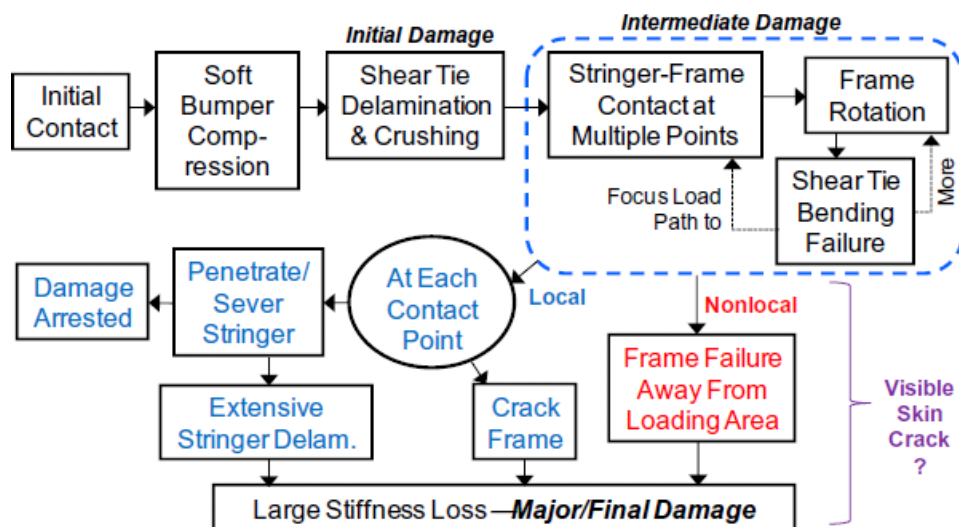 Initial Damage
Intermediate Damage
Initial
Contact
Soft
Bumper
Comp-
ression
Shear Tie
Delamination
& Crushing
Stringer-Frame
Contact at
Multiple Points
Frame
Rotation
Focus Load
Path to
Shear Tie
Bending
Failure
More
Damage
Arrested
Penetrate/
Sever
Stringer
At Each
Contact
Point
Local
Nonlocal
Extensive
Stringer Delam.
Crack
Frame
Frame Failure
Away From
Loading Area
Visible
Skin
Crack
?
Large Stiffness Loss —Major/Final Damage